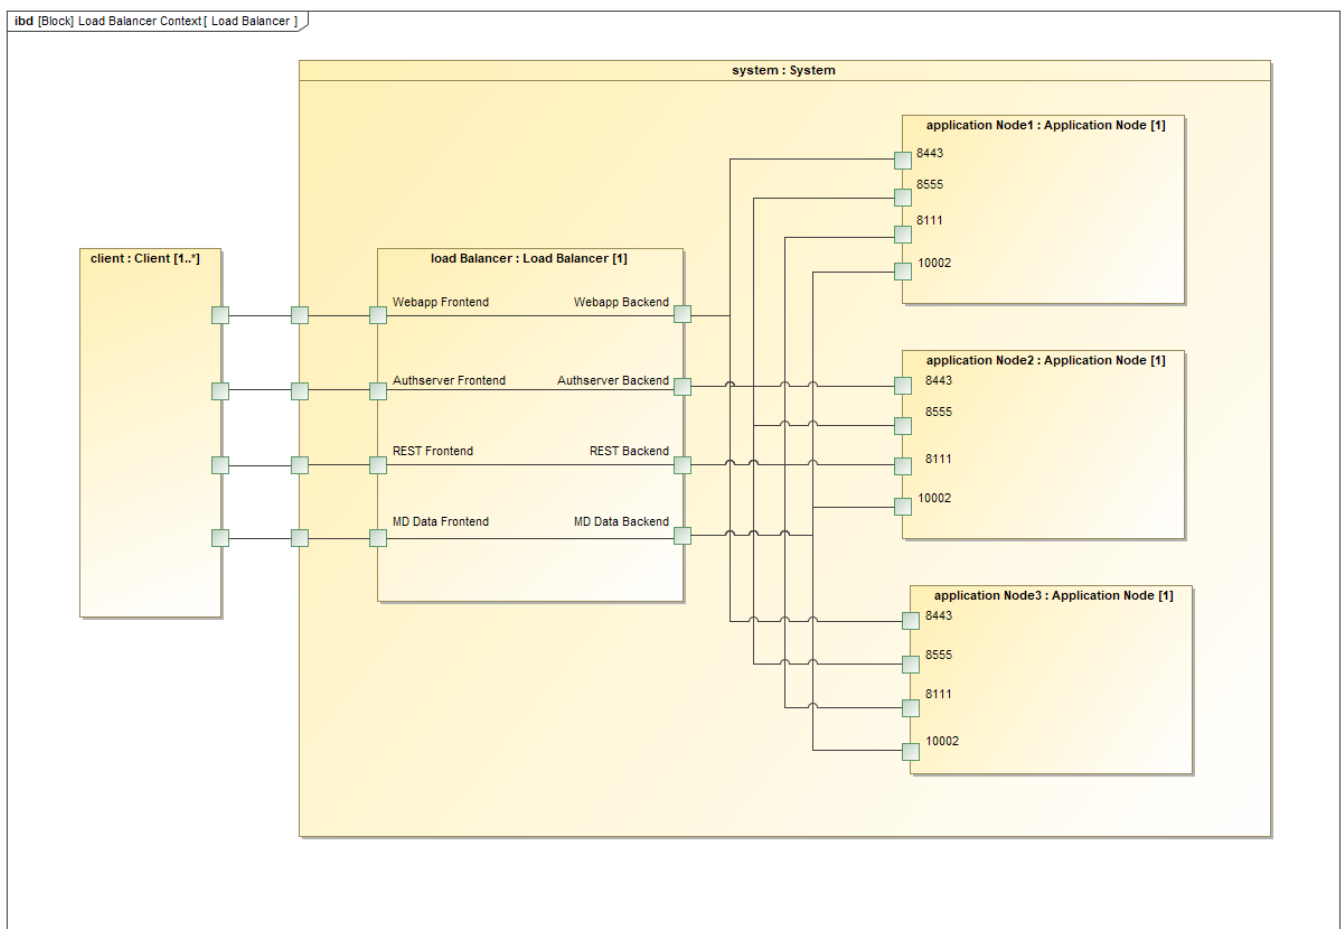 ibd [Block] Load Balancer Context [ Load Balancer ]
system : System
application Node1 : Application Node [1]
8443
8555
8111
10002
client : Client [1..*]
load Balancer : Load Balancer [1]
Webapp Frontend Webapp Backend
Authserver Frontend Authserver Backend
REST Frontend REST Backend
MD Data Frontend MD Data Backend
application Node2 : Application Node [1]
8443
8555
8111
10002
application Node3 : Application Node [1]
8443
8555
8111
10002